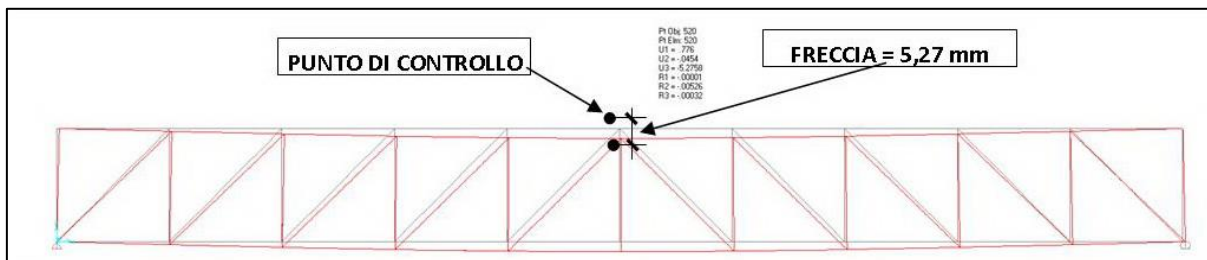 Pt Obj: 520
Pt Elm: 520
U1 = .776
U2 = -.0454
U3 = -5.2758
R1 = -.00001
R2 = -.00526
R3 = -.00032
PUNTO DI CONTROLLO
FRECCIA = 5,27 mm